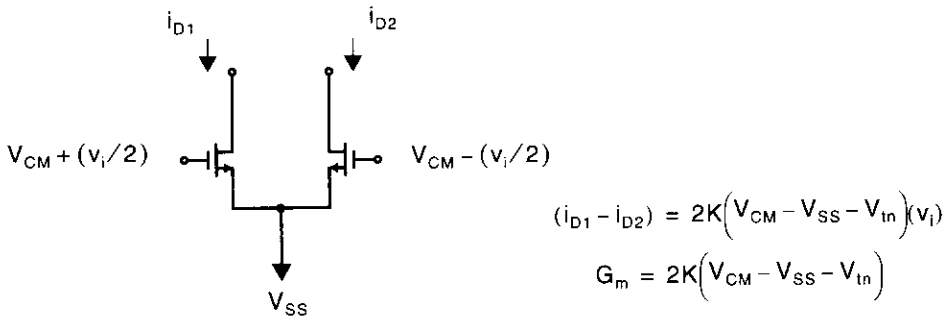 i_D1 i_D2
V_CM + (v_i/2) V_CM − (v_i/2)
(i_D1 − i_D2) = 2K(V_CM − V_SS − V_tn)(v_i)
G_m = 2K(V_CM − V_SS − V_tn)
V_SS